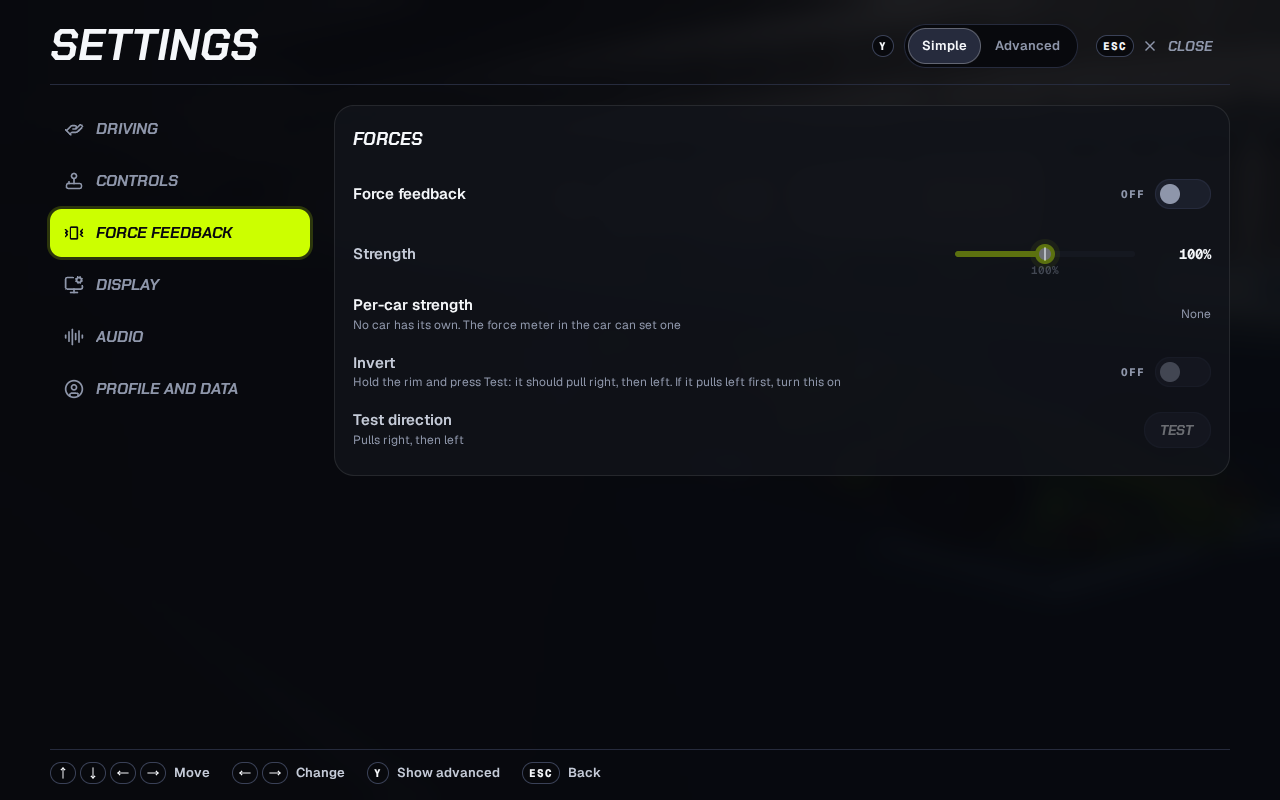 SETTINGS
Y Simple Advanced ESC CLOSE
DRIVING
CONTROLS
FORCE FEEDBACK
DISPLAY
AUDIO
PROFILE AND DATA
FORCES
Force feedback OFF
Strength 100%
100%
Per-car strength
No car has its own. The force meter in the car can set one
None
Invert
Hold the rim and press Test: it should pull right, then left. If it pulls left first, turn this on
OFF
Test direction
Pulls right, then left
TEST
↑ ↓ ← → Move ← → Change Y Show advanced ESC Back